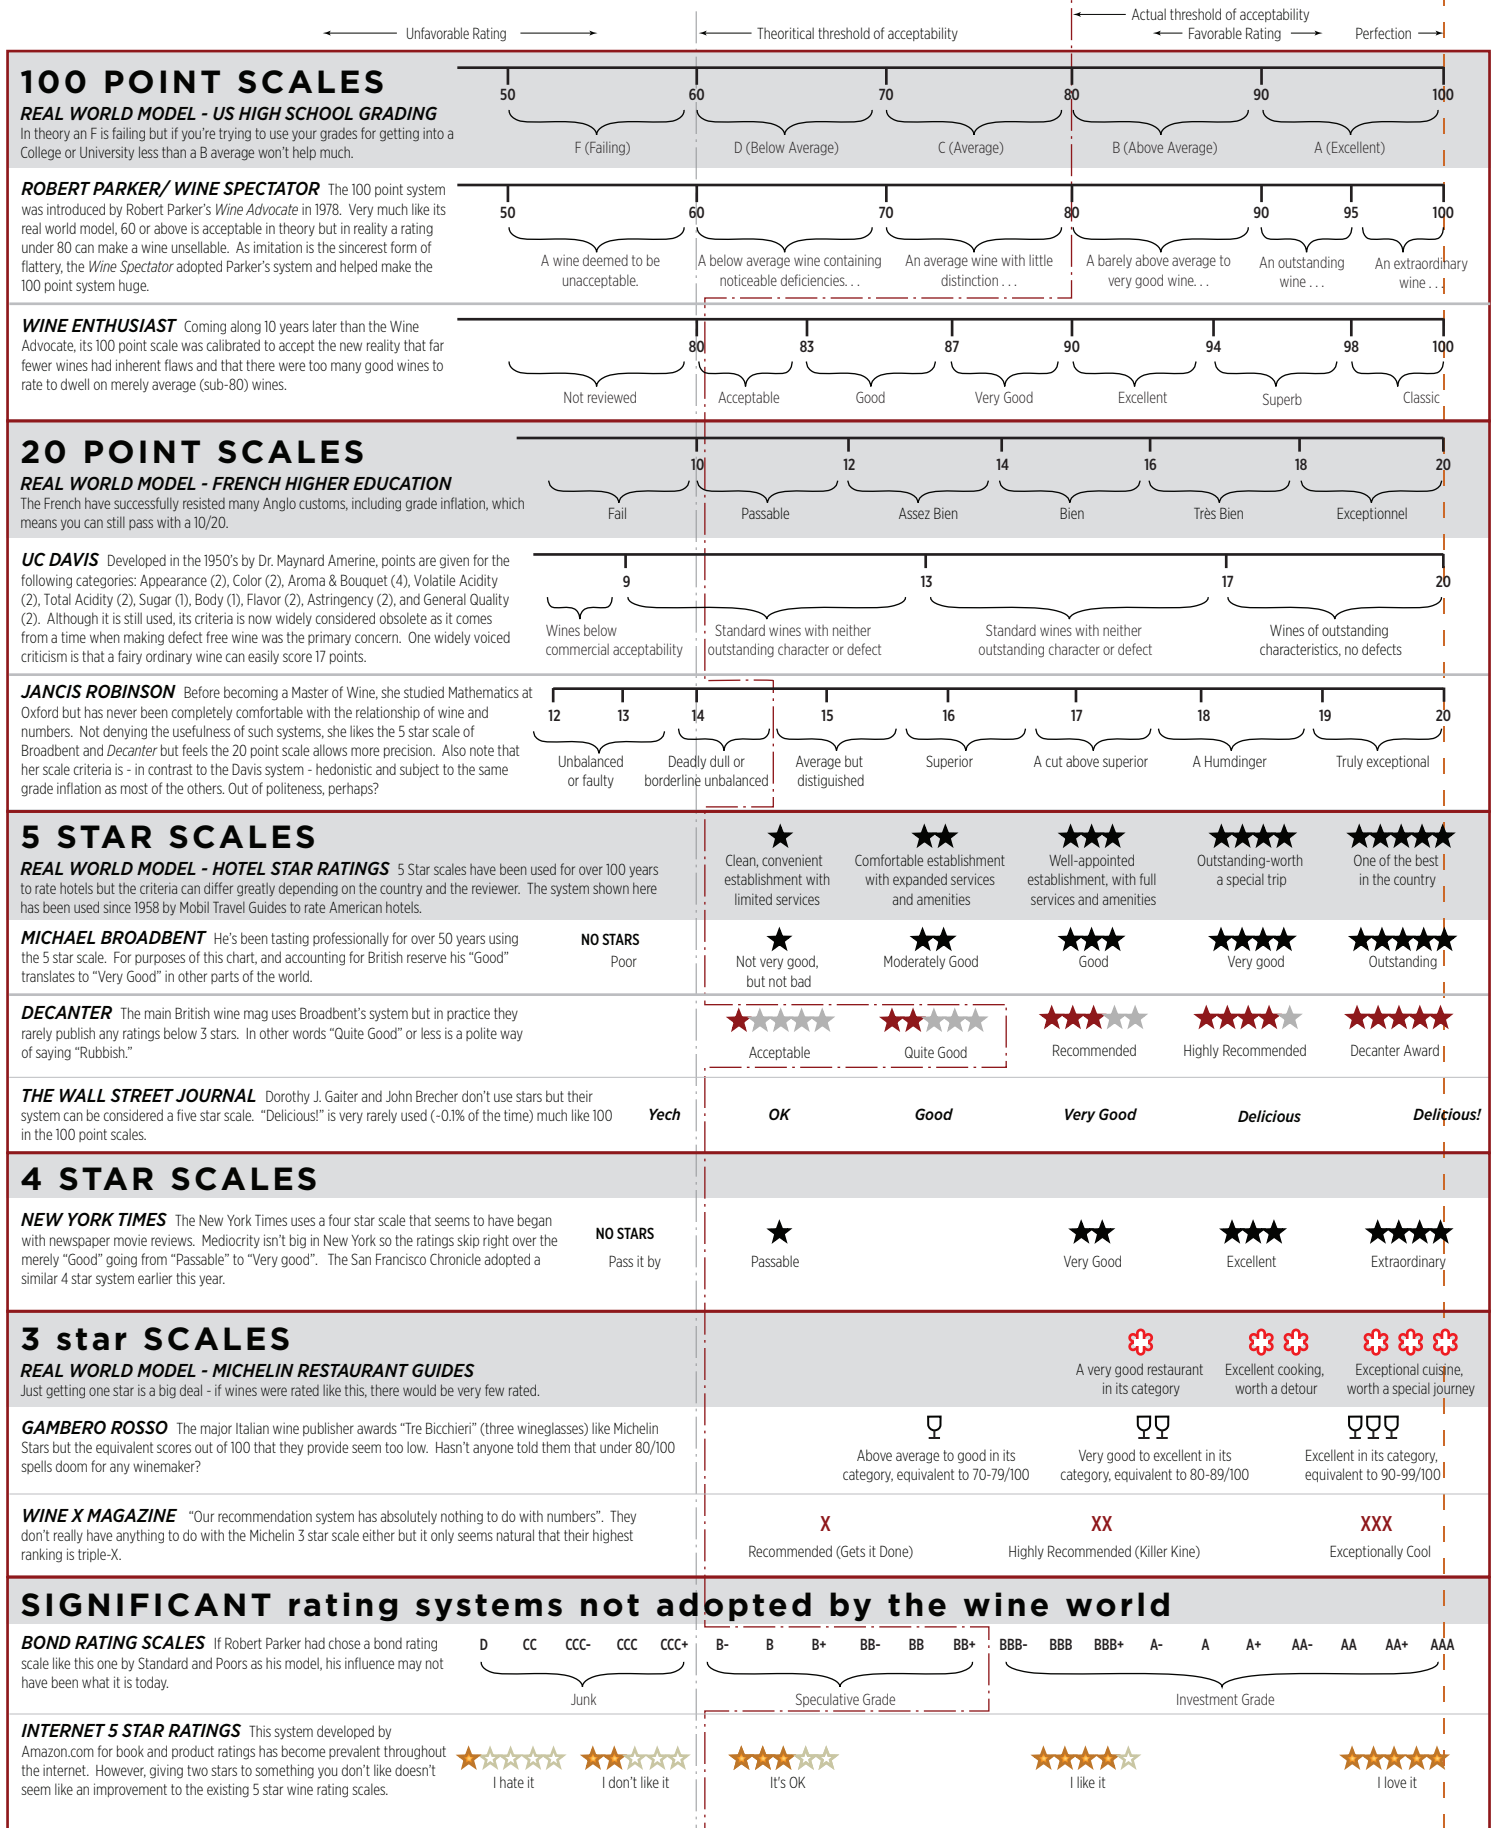 Actual threshold of acceptability
Unfavorable Rating
Theoritical threshold of acceptability
Favorable Rating
Perfection
100 POINT SCALES
REAL WORLD MODEL - US HIGH SCHOOL GRADING
In theory an F is failing but if you're trying to use your grades for getting into a
College or University less than a B average won't help much.
50 60 70 80 90 100
F (Failing) D (Below Average) C (Average) B (Above Average) A (Excellent)
ROBERT PARKER/ WINE SPECTATOR The 100 point system
was introduced by Robert Parker's Wine Advocate in 1978. Very much like its
real world model, 60 or above is acceptable in theory but in reality a rating
under 80 can make a wine unsellable. As imitation is the sincerest form of
flattery, the Wine Spectator adopted Parker's system and helped make the
100 point system huge.
50 60 70 80 90 95 100
A wine deemed to be
unacceptable.
A below average wine containing
noticeable deficiencies. . .
An average wine with little
distinction . . .
A barely above average to
very good wine. . .
An outstanding
wine . . .
An extraordinary
wine . . .
WINE ENTHUSIAST Coming along 10 years later than the Wine
Advocate, its 100 point scale was calibrated to accept the new reality that far
fewer wines had inherent flaws and that there were too many good wines to
rate to dwell on merely average (sub-80) wines.
80 83 87 90 94 98 100
Not reviewed Acceptable Good Very Good Excellent Superb Classic
20 POINT SCALES
REAL WORLD MODEL - FRENCH HIGHER EDUCATION
The French have successfully resisted many Anglo customs, including grade inflation, which
means you can still pass with a 10/20.
10 12 14 16 18 20
Fail Passable Assez Bien Bien Très Bien Exceptionnel
UC DAVIS Developed in the 1950's by Dr. Maynard Amerine, points are given for the
following categories: Appearance (2), Color (2), Aroma & Bouquet (4), Volatile Acidity
(2), Total Acidity (2), Sugar (1), Body (1), Flavor (2), Astringency (2), and General Quality
(2). Although it is still used, its criteria is now widely considered obsolete as it comes
from a time when making defect free wine was the primary concern. One widely voiced
criticism is that a fairy ordinary wine can easily score 17 points.
9 13 17 20
Wines below
commercial acceptability
Standard wines with neither
outstanding character or defect
Standard wines with neither
outstanding character or defect
Wines of outstanding
characteristics, no defects
JANCIS ROBINSON Before becoming a Master of Wine, she studied Mathematics at
Oxford but has never been completely comfortable with the relationship of wine and
numbers. Not denying the usefulness of such systems, she likes the 5 star scale of
Broadbent and Decanter but feels the 20 point scale allows more precision. Also note that
her scale criteria is - in contrast to the Davis system - hedonistic and subject to the same
grade inflation as most of the others. Out of politeness, perhaps?
12 13 14 15 16 17 18 19 20
Unbalanced
or faulty
Deadly dull or
borderline unbalanced
Average but
distiguished
Superior
A cut above superior
A Humdinger
Truly exceptional
5 STAR SCALES
REAL WORLD MODEL - HOTEL STAR RATINGS 5 Star scales have been used for over 100 years
to rate hotels but the criteria can differ greatly depending on the country and the reviewer. The system shown here
has been used since 1958 by Mobil Travel Guides to rate American hotels.
Clean, convenient
establishment with
limited services
Comfortable establishment
with expanded services
and amenities
Well-appointed
establishment, with full
services and amenities
Outstanding-worth
a special trip
One of the best
in the country
MICHAEL BROADBENT He's been tasting professionally for over 50 years using
the 5 star scale. For purposes of this chart, and accounting for British reserve his "Good"
translates to "Very Good" in other parts of the world.
NO STARS
Poor
Not very good,
but not bad
Moderately Good
Good
Very good
Outstanding
DECANTER The main British wine mag uses Broadbent's system but in practice they
rarely publish any ratings below 3 stars. In other words "Quite Good" or less is a polite way
of saying "Rubbish."
Acceptable Quite Good Recommended Highly Recommended Decanter Award
THE WALL STREET JOURNAL Dorothy J. Gaiter and John Brecher don't use stars but their
system can be considered a five star scale. "Delicious!" is very rarely used (~0.1% of the time) much like 100
in the 100 point scales.
Yech OK Good Very Good Delicious Delicious!
4 STAR SCALES
NEW YORK TIMES The New York Times uses a four star scale that seems to have began
with newspaper movie reviews. Mediocrity isn't big in New York so the ratings skip right over the
merely "Good" going from "Passable" to "Very good". The San Francisco Chronicle adopted a
similar 4 star system earlier this year.
NO STARS
Pass it by Passable Very Good Excellent Extraordinary
3 star SCALES
REAL WORLD MODEL - MICHELIN RESTAURANT GUIDES
Just getting one star is a big deal - if wines were rated like this, there would be very few rated.
A very good restaurant
in its category
Excellent cooking,
worth a detour
Exceptional cuisine,
worth a special journey
GAMBERO ROSSO The major Italian wine publisher awards "Tre Bicchieri" (three wineglasses) like Michelin
Stars but the equivalent scores out of 100 that they provide seem too low. Hasn't anyone told them that under 80/100
spells doom for any winemaker?
Above average to good in its
category, equivalent to 70-79/100
Very good to excellent in its
category, equivalent to 80-89/100
Excellent in its category,
equivalent to 90-99/100
WINE X MAGAZINE "Our recommendation system has absolutely nothing to do with numbers". They
don't really have anything to do with the Michelin 3 star scale either but it only seems natural that their highest
ranking is triple-X.
X XX XXX
Recommended (Gets it Done) Highly Recommended (Killer Kine) Exceptionally Cool
SIGNIFICANT rating systems not adopted by the wine world
BOND RATING SCALES If Robert Parker had chose a bond rating
scale like this one by Standard and Poors as his model, his influence may not
have been what it is today.
D CC CCC- CCC CCC+ B- B B+ BB- BB BB+ BBB- BBB BBB+ A- A A+ AA- AA AA+ AAA
Junk Speculative Grade Investment Grade
INTERNET 5 STAR RATINGS This system developed by
Amazon.com for book and product ratings has become prevalent throughout
the internet. However, giving two stars to something you don't like doesn't
seem like an improvement to the existing 5 star wine rating scales.
I hate it I don't like it It's OK I like it I love it